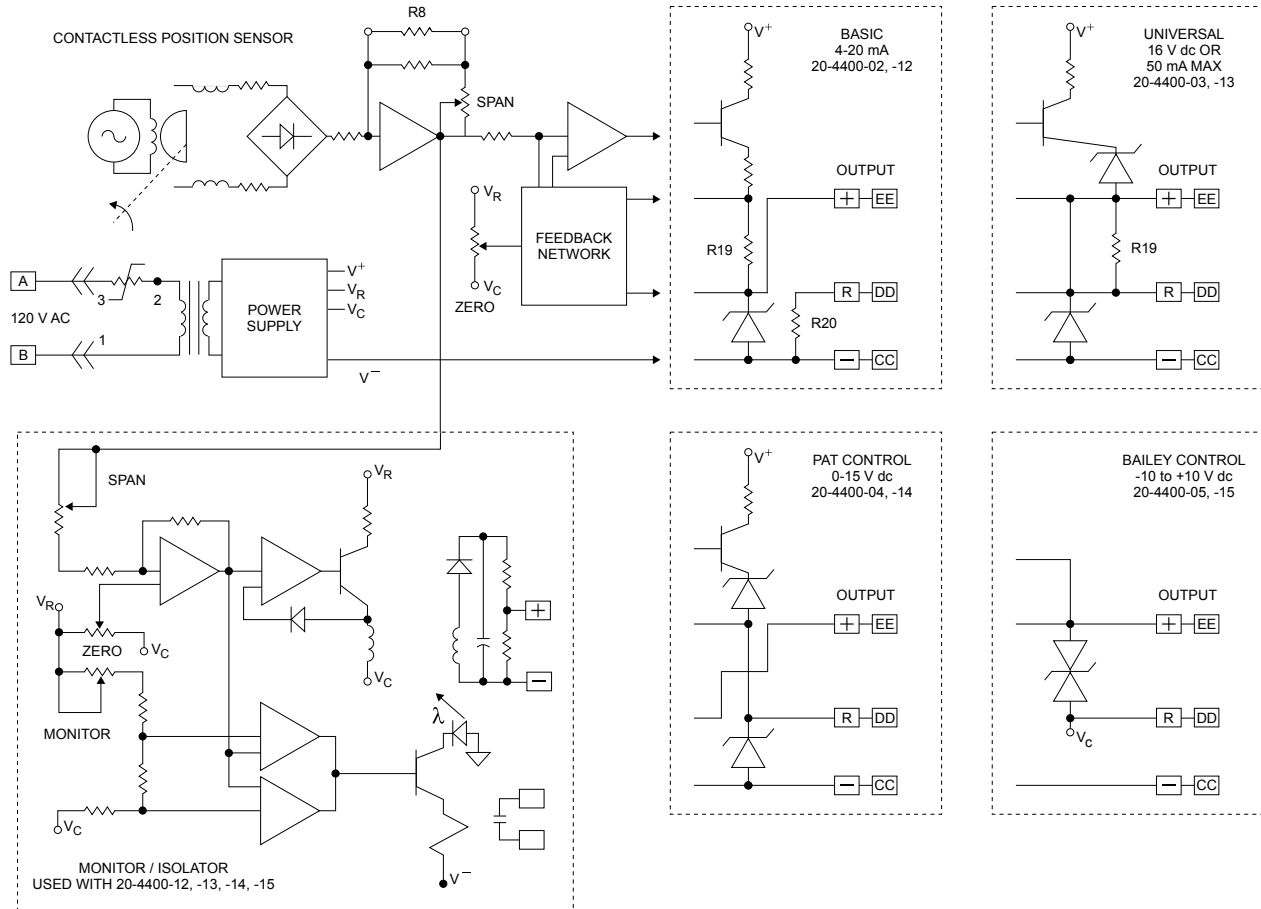 CONTACTLESS POSITION SENSOR
R8
SPAN
V+
BASIC
4-20 mA
20-4400-02, -12
OUTPUT
+ EE
R19
R DD
R20
− CC
V+
UNIVERSAL
16 V dc OR
50 mA MAX
20-4400-03, -13
OUTPUT
+ EE
R19
R DD
− CC
VR
VC
ZERO
FEEDBACK
NETWORK
A
3
2
120 V AC
B
1
POWER
SUPPLY
V+
VR
VC
V−
SPAN
VR
VR
ZERO
VC
MONITOR
VC
VC
+
−
λ
V−
MONITOR / ISOLATOR
USED WITH 20-4400-12, -13, -14, -15
V+
PAT CONTROL
0-15 V dc
20-4400-04, -14
OUTPUT
+ EE
R DD
− CC
BAILEY CONTROL
-10 to +10 V dc
20-4400-05, -15
OUTPUT
+ EE
R DD
VC
− CC